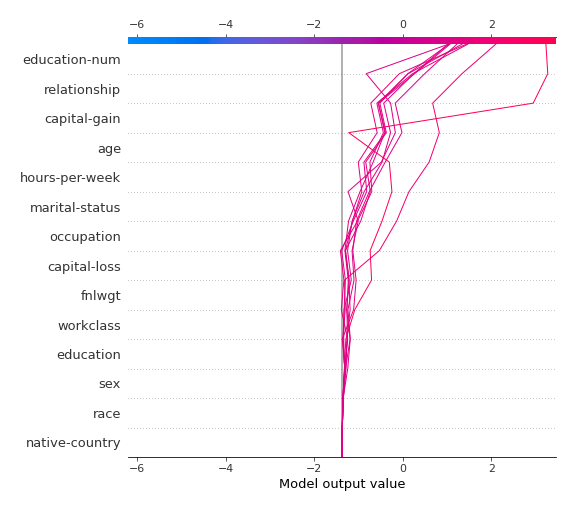 −6 −4 −2 0 2
education-num
relationship
capital-gain
age
hours-per-week
marital-status
occupation
capital-loss
fnlwgt
workclass
education
sex
race
native-country
−6 −4 −2 0 2
Model output value